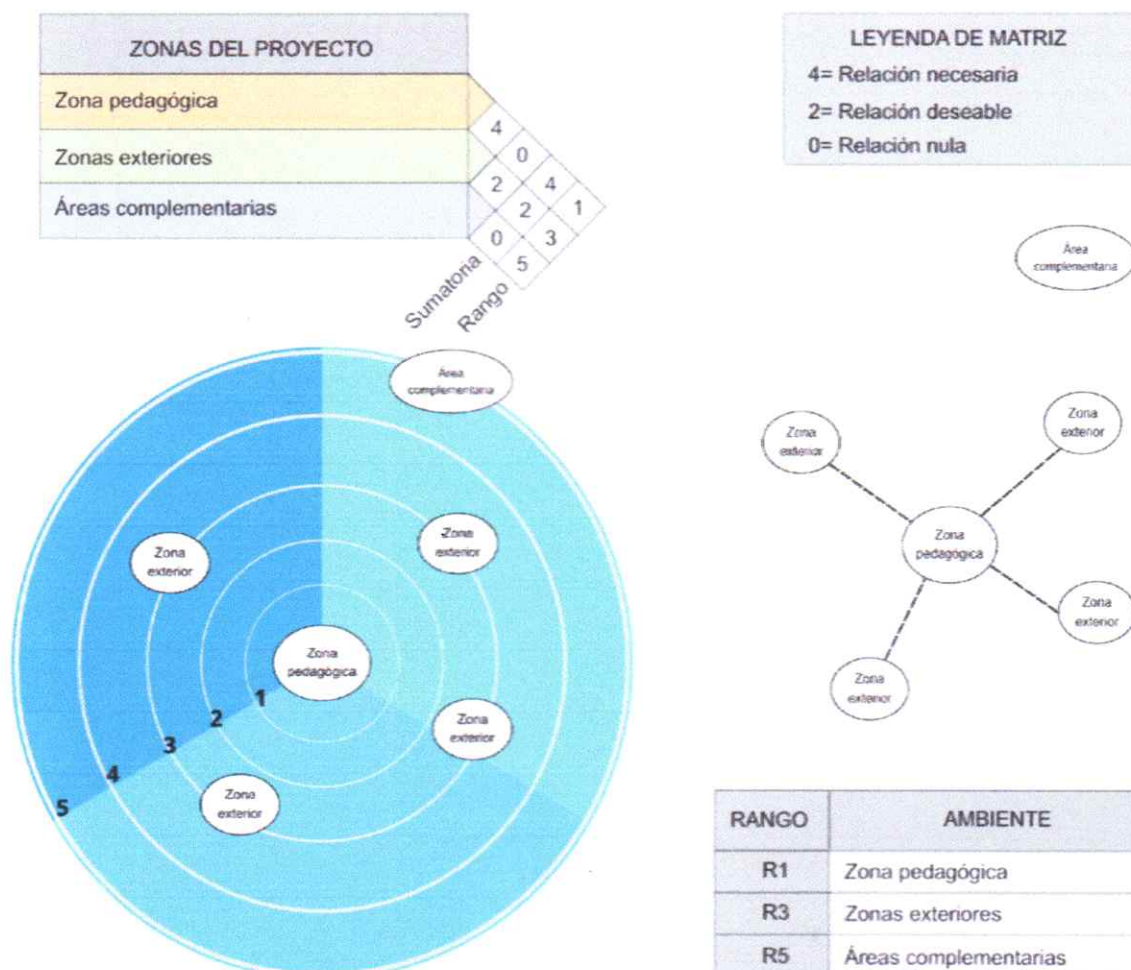 ZONAS DEL PROYECTO
Zona pedagógica
Zonas exteriores
Áreas complementarias
4
0
2
4
1
2
3
0
5
Sumatoria
Rango
LEYENDA DE MATRIZ
4= Relación necesaria
2= Relación deseable
0= Relación nula
Área
complementaria
Zona
exterior
Zona
exterior
Zona
pedagógica
Zona
exterior
Zona
exterior
1
2
3
4
5
Área
complementaria
Zona
exterior
Zona
exterior
Zona
pedagógica
Zona
exterior
Zona
exterior
RANGO
AMBIENTE
R1
Zona pedagógica
R3
Zonas exteriores
R5
Áreas complementarias